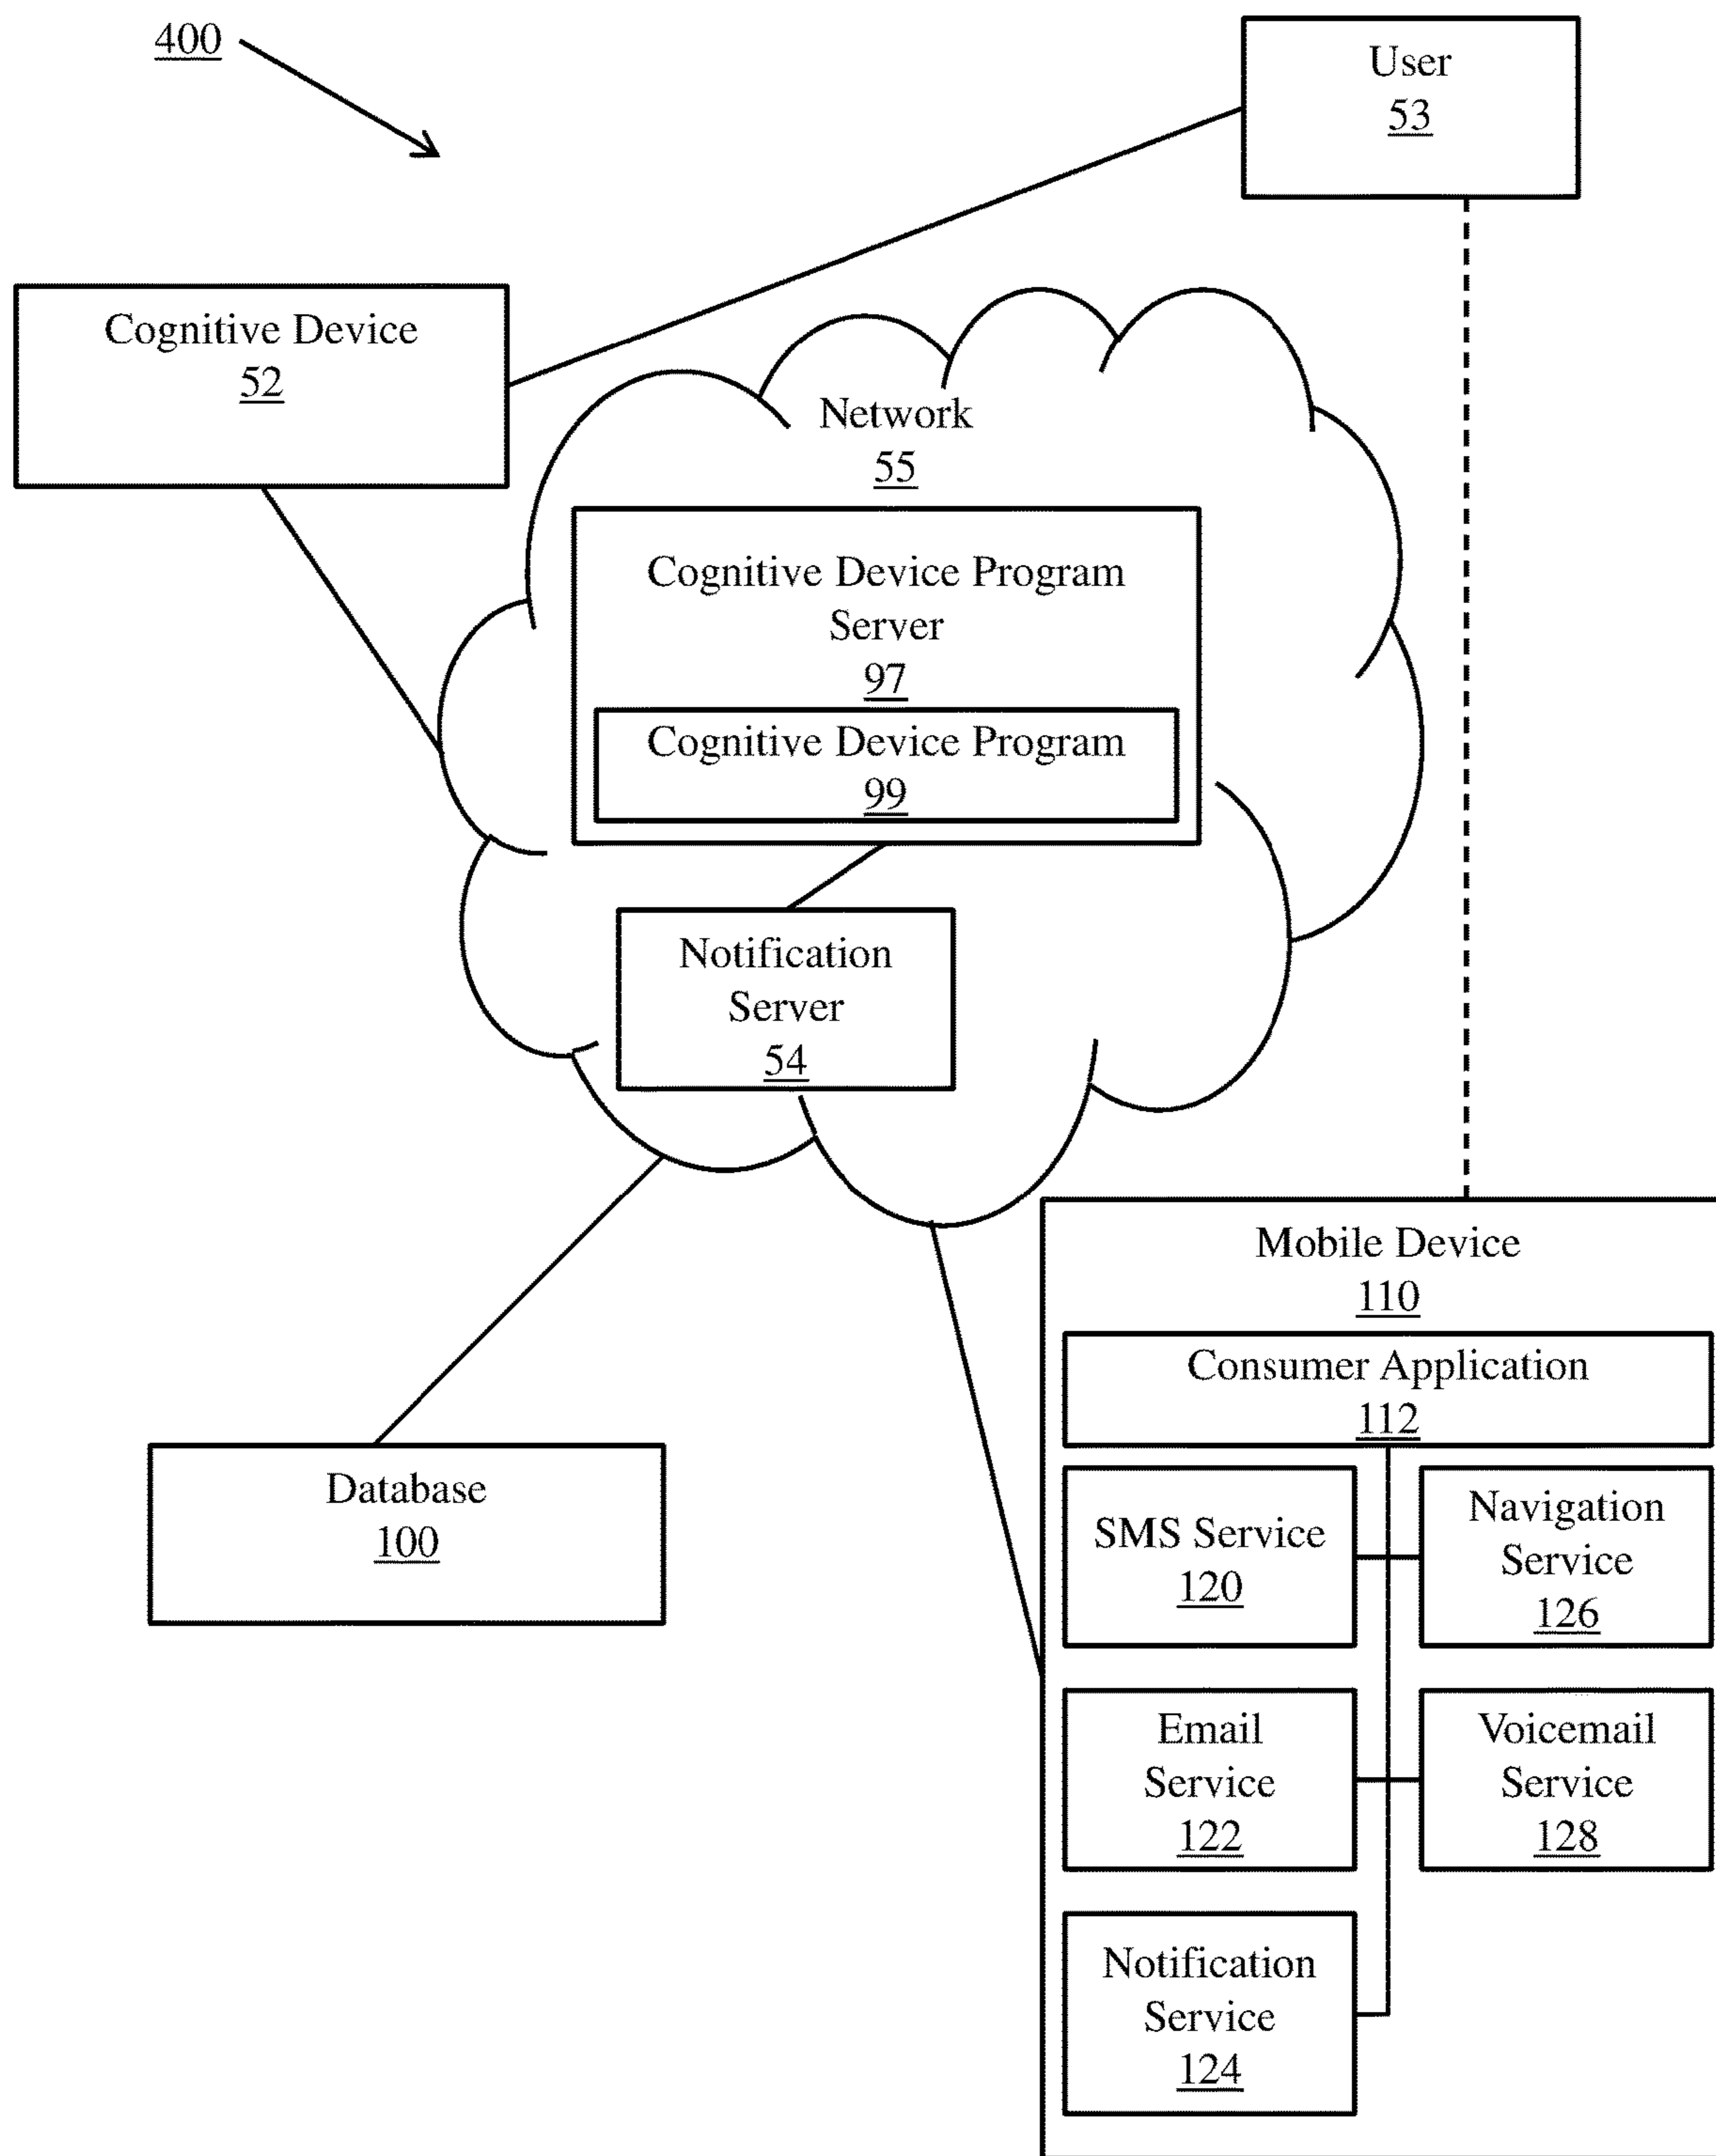 400
User
53
Cognitive Device
52
Network
55
Cognitive Device Program
Server
97
Cognitive Device Program
99
Notification
Server
54
Mobile Device
110
Consumer Application
112
Database
100
SMS Service
120
Navigation
Service
126
Email
Service
122
Voicemail
Service
128
Notification
Service
124